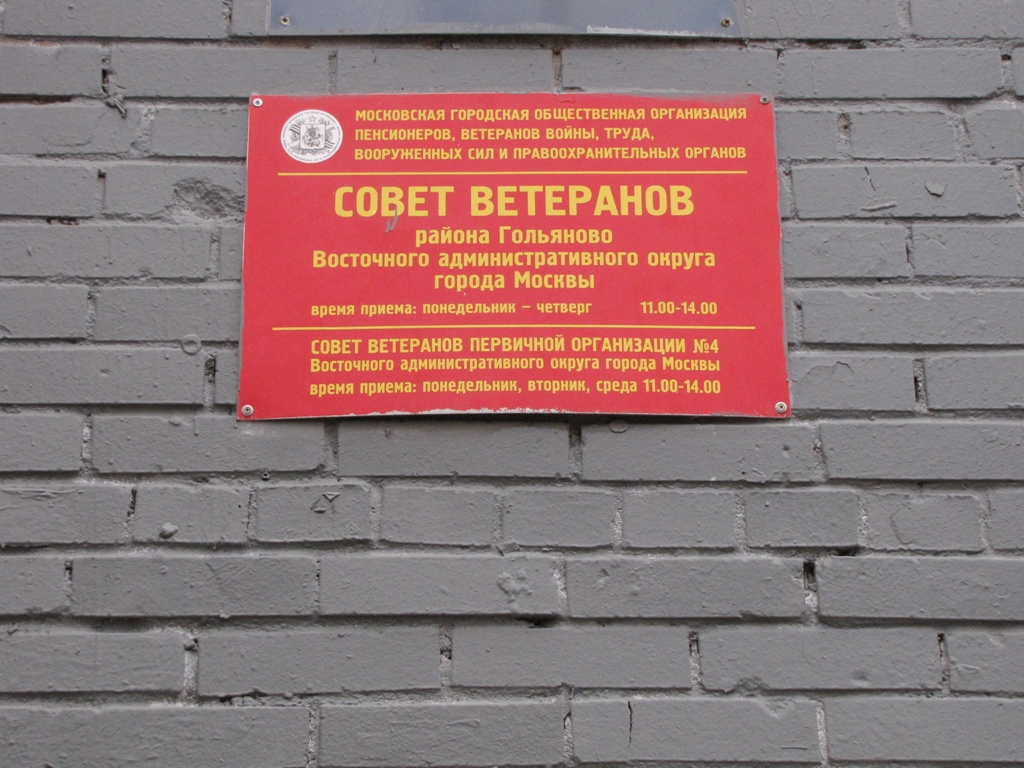 МОСКОВСКАЯ ГОРОДСКАЯ ОБЩЕСТВЕННАЯ ОРГАНИЗАЦИЯ
ПЕНСИОНЕРОВ, ВЕТЕРАНОВ ВОЙНЫ, ТРУДА,
ВООРУЖЕННЫХ СИЛ И ПРАВООХРАНИТЕЛЬНЫХ ОРГАНОВ
СОВЕТ ВЕТЕРАНОВ
района Гольяново
Восточного административного округа
города Москвы
время приема: понедельник – четверг 11.00-14.00
СОВЕТ ВЕТЕРАНОВ ПЕРВИЧНОЙ ОРГАНИЗАЦИИ №4
Восточного административного округа города Москвы
время приема: понедельник, вторник, среда 11.00-14.00